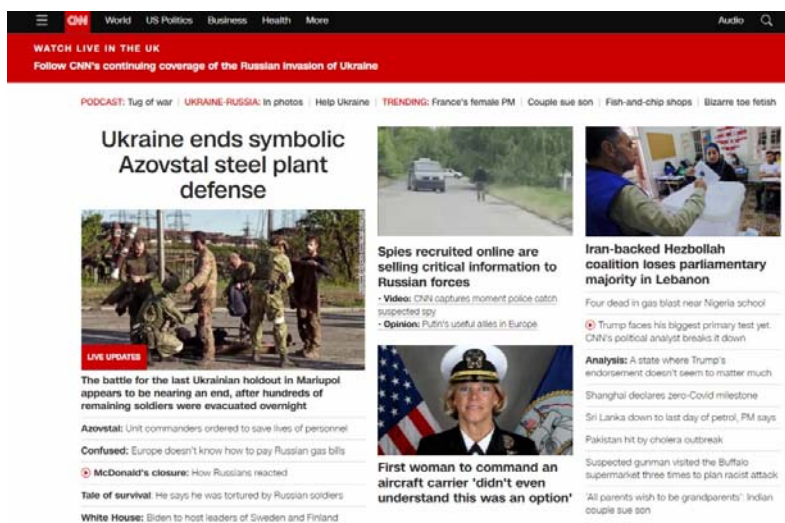 CNN World US Politics Business Health More Audio
WATCH LIVE IN THE UK
Follow CNN's continuing coverage of the Russian invasion of Ukraine
PODCAST: Tug of war | UKRAINE-RUSSIA: In photos | Help Ukraine | TRENDING: France's female PM | Couple sue son | Fish-and-chip shops | Bizarre toe fetish
Ukraine ends symbolic
Azovstal steel plant
defense
LIVE UPDATES
The battle for the last Ukrainian holdout in Mariupol
appears to be nearing an end, after hundreds of
remaining soldiers were evacuated overnight
Azovstal: Unit commanders ordered to save lives of personnel
Confused: Europe doesn't know how to pay Russian gas bills
McDonald's closure: How Russians reacted
Tale of survival: He says he was tortured by Russian soldiers
White House: Biden to host leaders of Sweden and Finland
Spies recruited online are
selling critical information to
Russian forces
• Video: CNN captures moment police catch
suspected spy
• Opinion: Putin's useful allies in Europe
First woman to command an
aircraft carrier 'didn't even
understand this was an option'
Iran-backed Hezbollah
coalition loses parliamentary
majority in Lebanon
Four dead in gas blast near Nigeria school
Trump faces his biggest primary test yet.
CNN's political analyst breaks it down
Analysis: A state where Trump's
endorsement doesn't seem to matter much
Shanghai declares zero-Covid milestone
Sri Lanka down to last day of petrol, PM says
Pakistan hit by cholera outbreak
Suspected gunman visited the Buffalo
supermarket three times to plan racist attack
'All parents wish to be grandparents': Indian
couple sue son